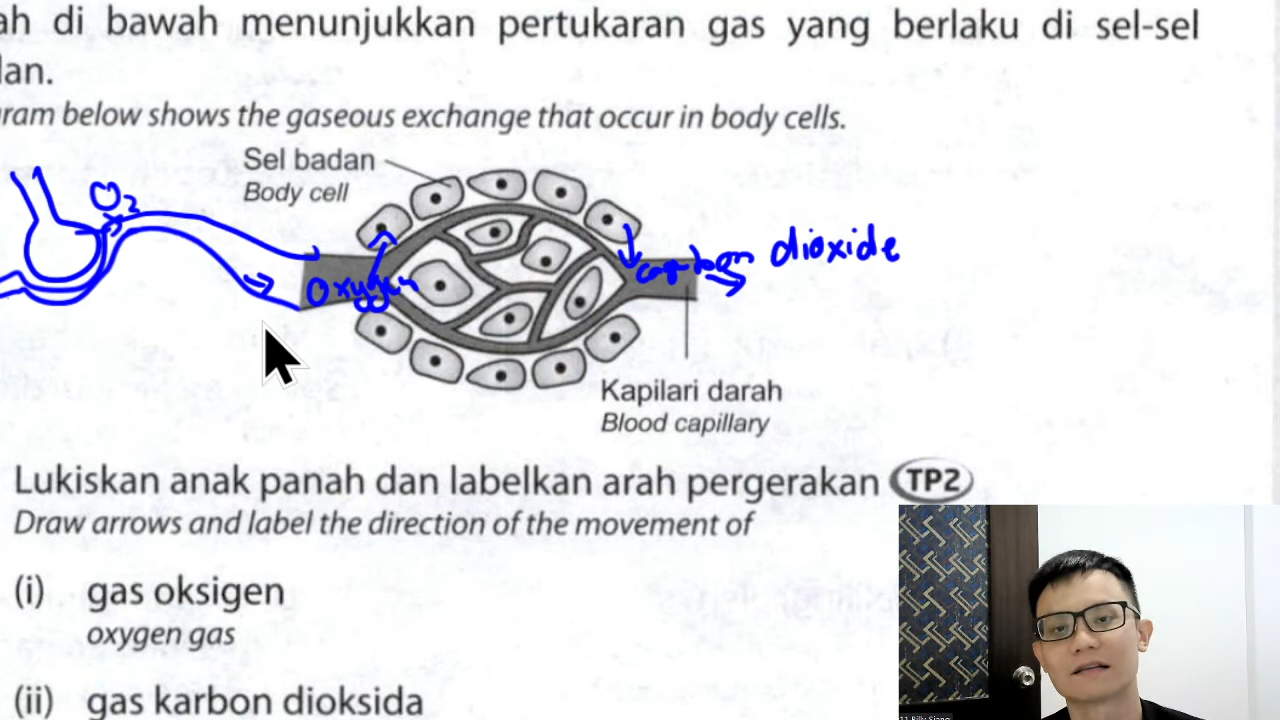 ah di bawah menunjukkan pertukaran gas yang berlaku di sel-sel
dan.
ram below shows the gaseous exchange that occur in body cells.
Sel badan
Body cell
O2
Oxygen
carbon dioxide
Kapilari darah
Blood capillary
Lukiskan anak panah dan labelkan arah pergerakan TP2
Draw arrows and label the direction of the movement of
(i) gas oksigen
oxygen gas
(ii) gas karbon dioksida